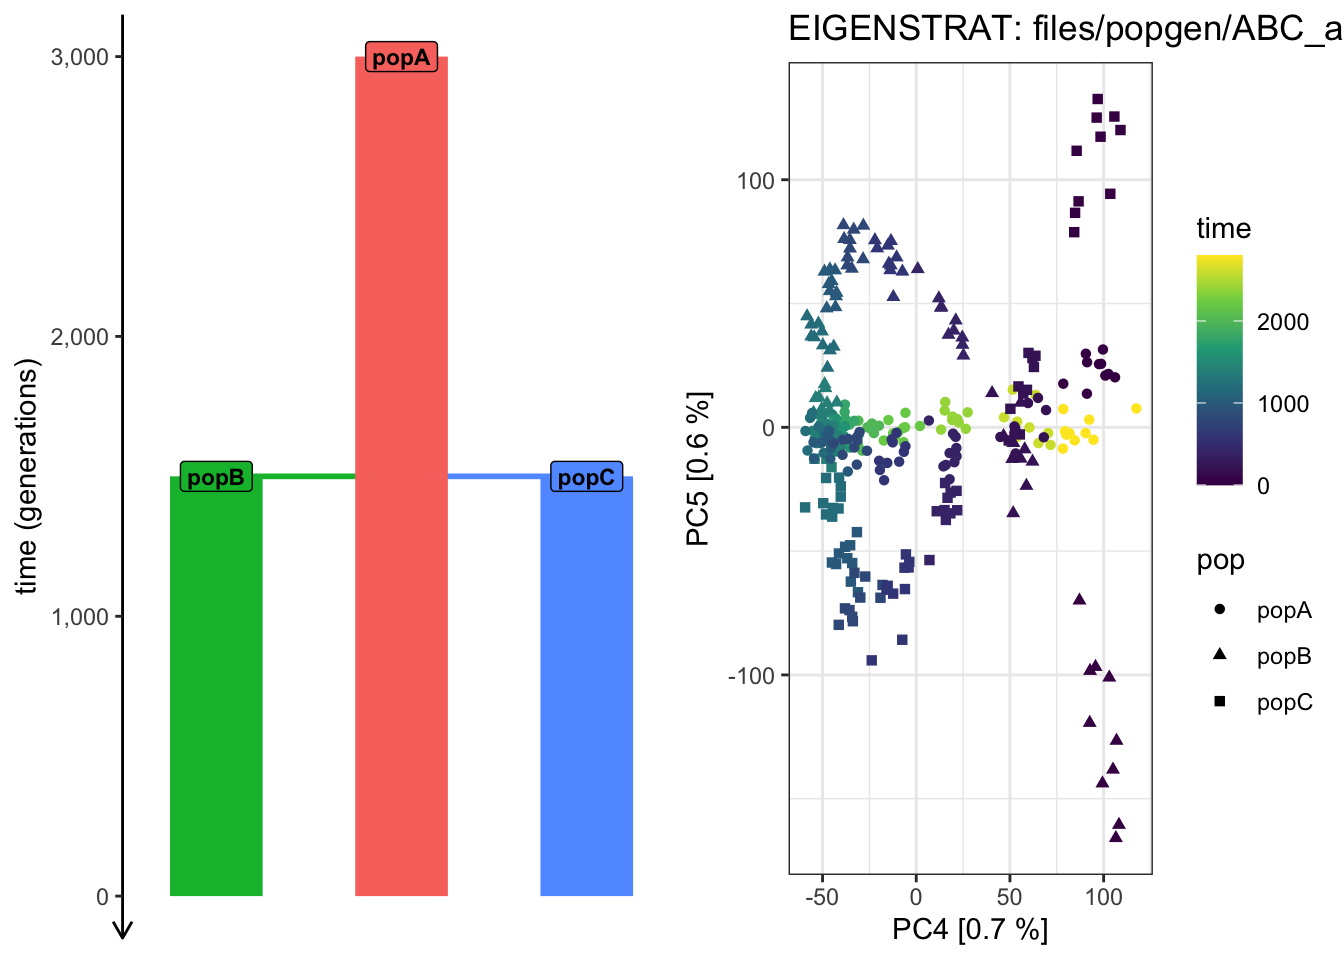 time (generations)
3,000
2,000
1,000
0
popA
popB
popC
EIGENSTRAT: files/popgen/ABC_a
PC5 [0.6 %]
100
0
-100
-50
0
50
100
PC4 [0.7 %]
time
2000
1000
0
pop
popA
popB
popC